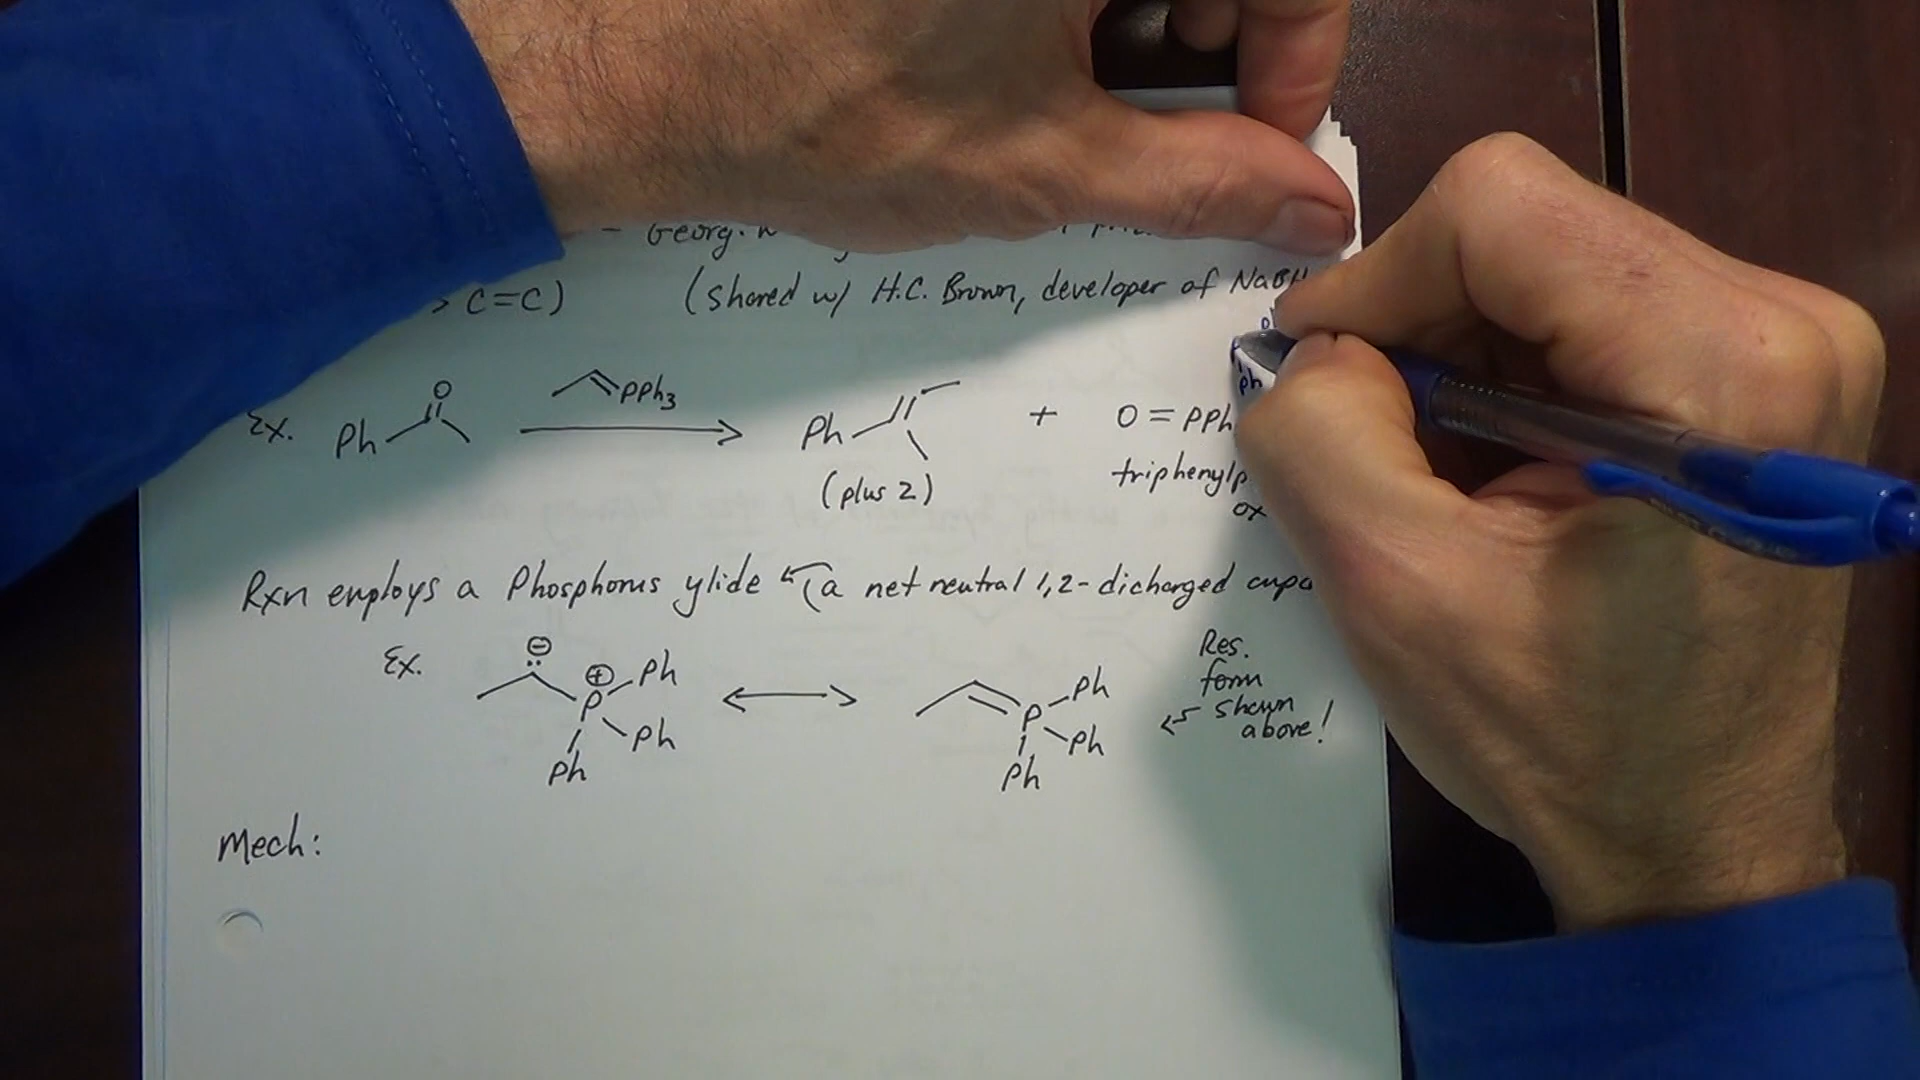 - Georg.
> C=C) (shared w/ H.C. Brown, developer of NaBH
Ex. Ph O PPh3 Ph + O=PPh
Ph
(plus 2) triphenylp
ox
Rxn employs a Phosphorus ylide (a net neutral 1,2-dicharged
Ex. ⊖ ⊕ P Ph Ph Ph P Ph Ph Ph
Res.
form
shown
above!
Mech: